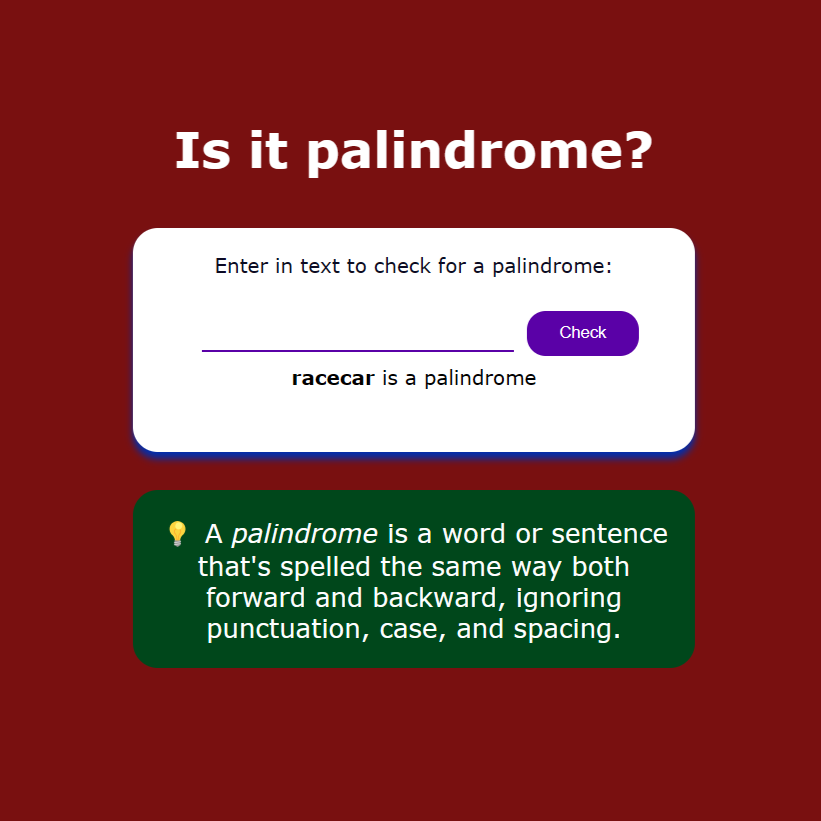 Is it palindrome?
Enter in text to check for a palindrome:
Check
racecar is a palindrome
💡 A palindrome is a word or sentence
that's spelled the same way both
forward and backward, ignoring
punctuation, case, and spacing.